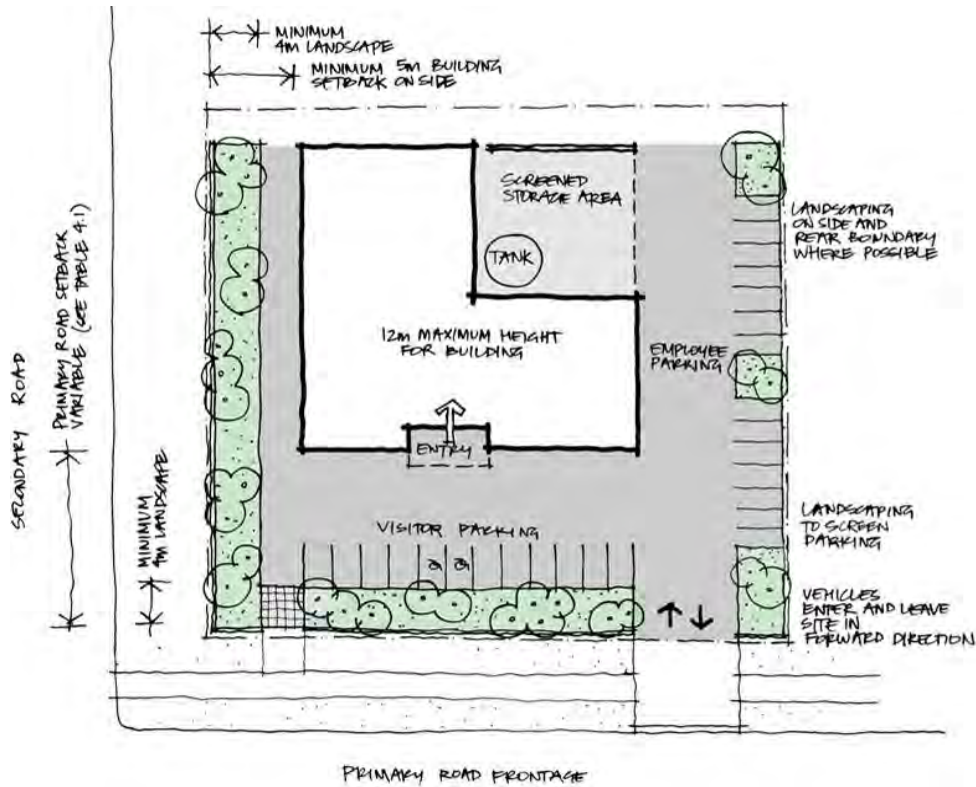 MINIMUM
4M LANDSCAPE
MINIMUM 5M BUILDING
SETBACK ON SIDE
SCREENED
STORAGE AREA
TANK
LANDSCAPING
ON SIDE AND
REAR BOUNDARY
WHERE POSSIBLE
12M MAXIMUM HEIGHT
FOR BUILDING
EMPLOYEE
PARKING
ENTRY
SECONDARY ROAD
PRIMARY ROAD SETBACK
VARIABLE (SEE TABLE 4.1)
MINIMUM
4M LANDSCAPE
VISITOR PARKING
LANDSCAPING
TO SCREEN
PARKING
VEHICLES
ENTER AND LEAVE
SITE IN
FORWARD DIRECTION
PRIMARY ROAD FRONTAGE